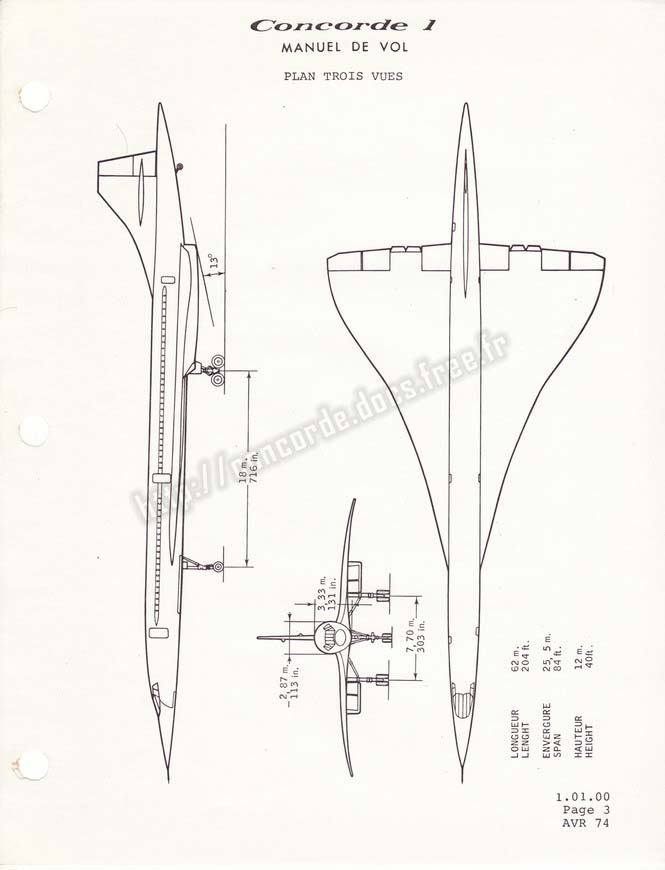 Concorde 1
MANUEL DE VOL
PLAN TROIS VUES
13°
18 m.
716 in.
3,33 m.
131 in.
2,87 m.
113 in.
7,70 m.
303 in.
LONGUEUR 62 m.
LENGHT 204 ft.
ENVERGURE 25, 5 m.
SPAN 84 ft.
HAUTEUR 12 m.
HEIGHT 40ft.
http://concorde.docs.free.fr
1.01.00
Page 3
AVR 74